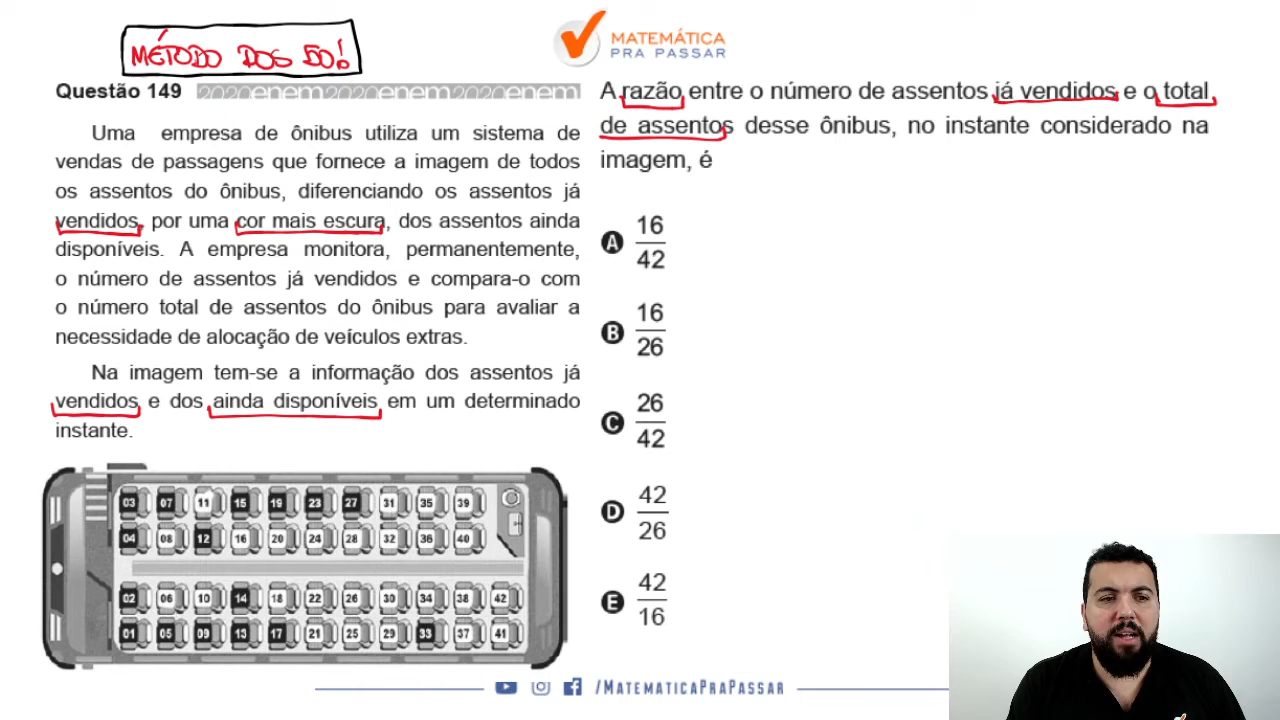 MÉTODO DOS 50!
MATEMÁTICA
PRA PASSAR
Questão 149 2020enem2020enem2020enem
Uma empresa de ônibus utiliza um sistema de
vendas de passagens que fornece a imagem de todos
os assentos do ônibus, diferenciando os assentos já
vendidos, por uma cor mais escura, dos assentos ainda
disponíveis. A empresa monitora, permanentemente,
o número de assentos já vendidos e compara-o com
o número total de assentos do ônibus para avaliar a
necessidade de alocação de veículos extras.
Na imagem tem-se a informação dos assentos já
vendidos e dos ainda disponíveis em um determinado
instante.
03 07 11 15 19 23 27 31 35 39
04 08 12 16 20 24 28 32 36 40
02 06 10 14 18 22 26 30 34 38 42
01 05 09 13 17 21 25 29 33 37 41
A razão entre o número de assentos já vendidos e o total
de assentos desse ônibus, no instante considerado na
imagem, é
A 16
42
B 16
26
C 26
42
D 42
26
E 42
16
/MATEMATICAPRAPASSAR